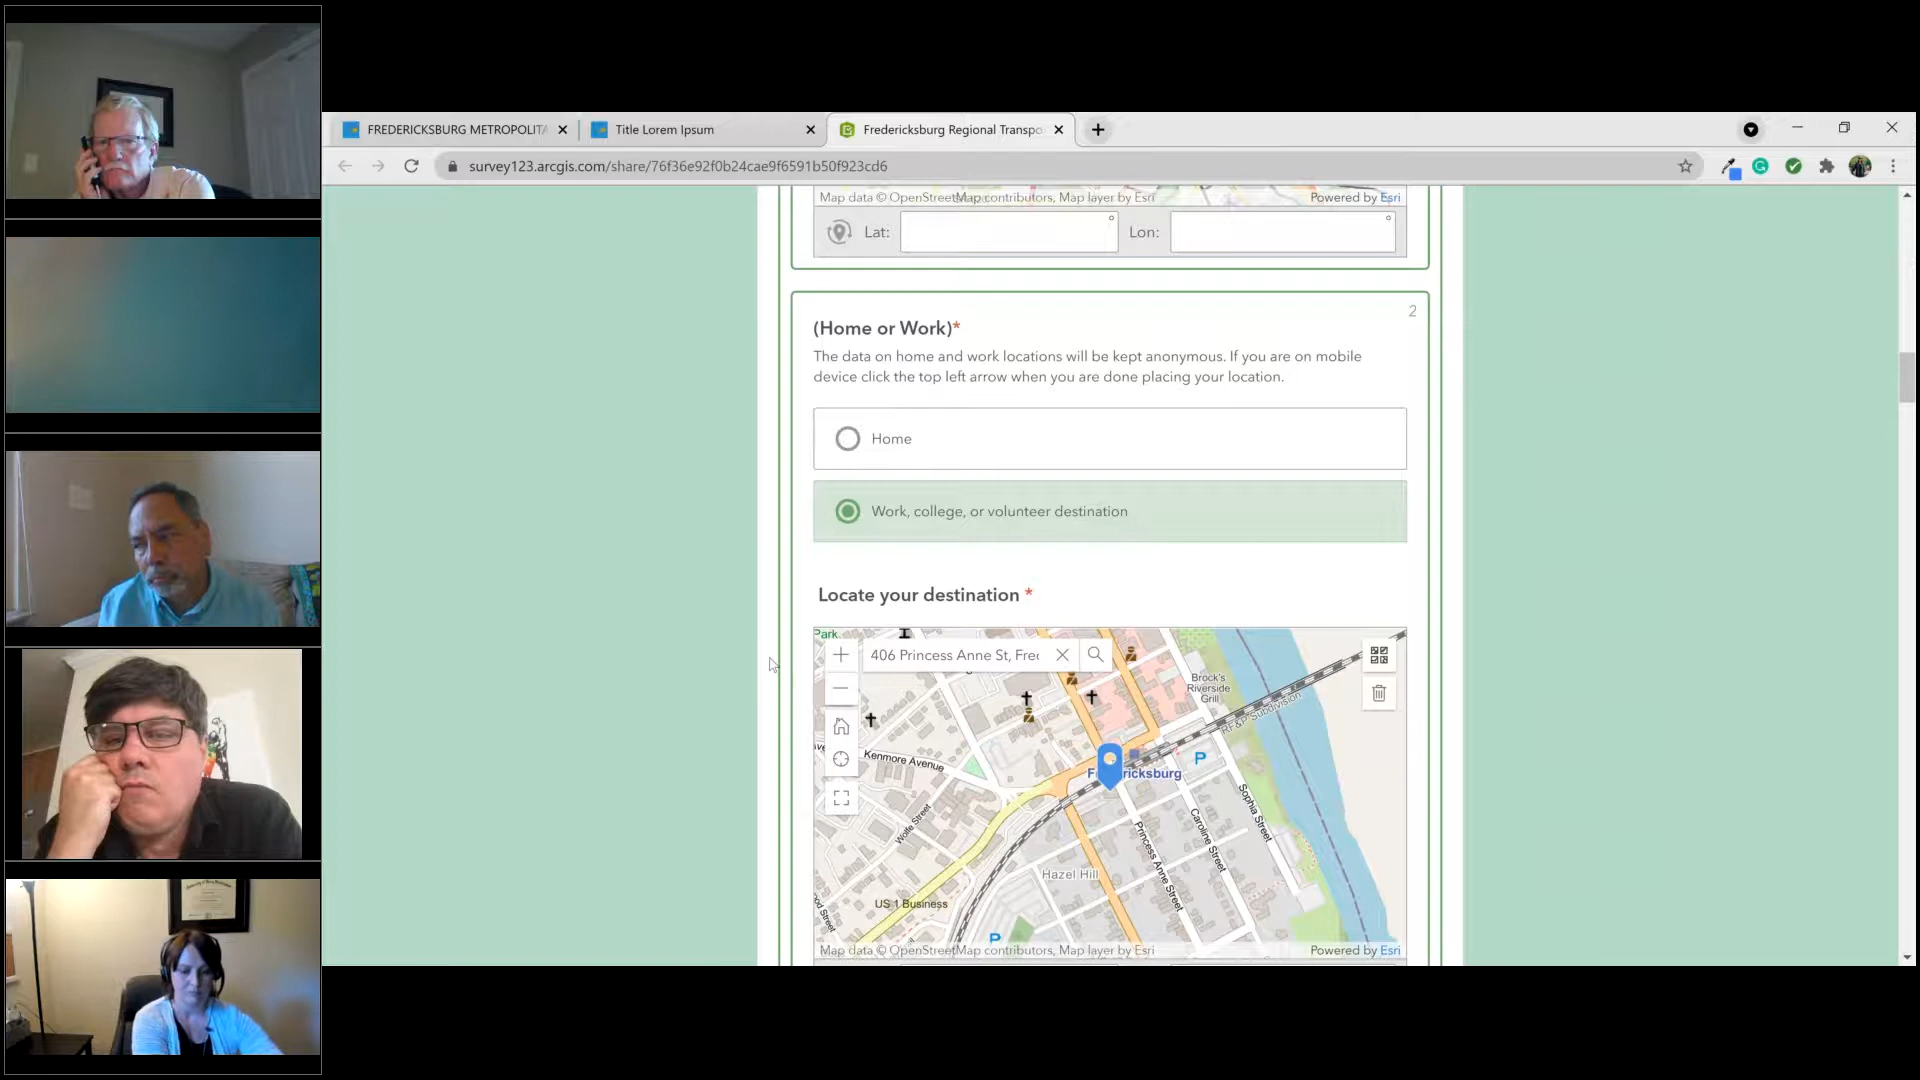 FREDERICKSBURG METROPOLITA
Title Lorem Ipsum
Fredericksburg Regional Transpo
survey123.arcgis.com/share/76f36e92f0b24cae9f6591b50f923cd6
Map data © OpenStreetMap contributors, Map layer by Esri
Powered by Esri
Lat:
Lon:
2
(Home or Work)*
The data on home and work locations will be kept anonymous. If you are on mobile
device click the top left arrow when you are done placing your location.
Home
Work, college, or volunteer destination
Locate your destination *
Park
406 Princess Anne St, Fre
Brock's
Riverside
Grill
RF&P Subdivision
Kenmore Avenue
P
Fredericksburg
Wolfe Street
Sophia Street
Caroline Street
Princess Anne Street
Hazel Hill
US 1 Business
P
Map data © OpenStreetMap contributors, Map layer by Esri
Powered by Esri